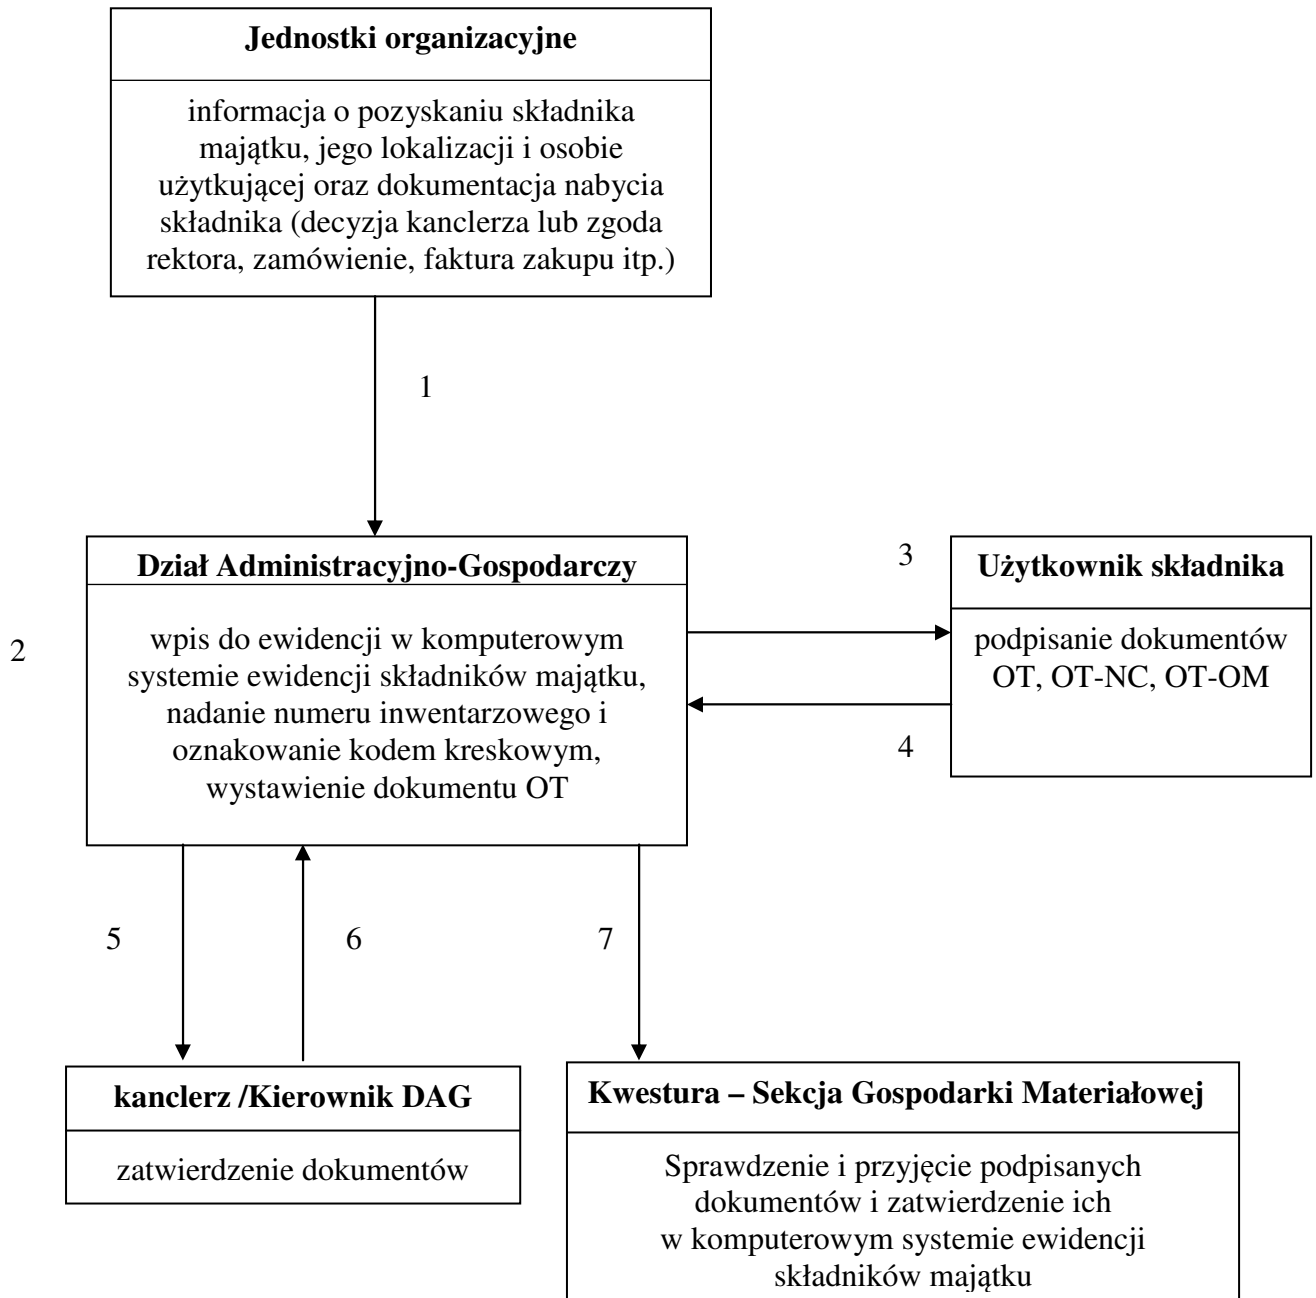 Jednostki organizacyjne
informacja o pozyskaniu składnika
majątku, jego lokalizacji i osobie
użytkującej oraz dokumentacja nabycia
składnika (decyzja kanclerza lub zgoda
rektora, zamówienie, faktura zakupu itp.)
1
2
Dział Administracyjno-Gospodarczy
wpis do ewidencji w komputerowym
systemie ewidencji składników majątku,
nadanie numeru inwentarzowego i
oznakowanie kodem kreskowym,
wystawienie dokumentu OT
3
4
Użytkownik składnika
podpisanie dokumentów
OT, OT-NC, OT-OM
5
6
7
kanclerz /Kierownik DAG
zatwierdzenie dokumentów
Kwestura – Sekcja Gospodarki Materiałowej
Sprawdzenie i przyjęcie podpisanych
dokumentów i zatwierdzenie ich
w komputerowym systemie ewidencji
składników majątku